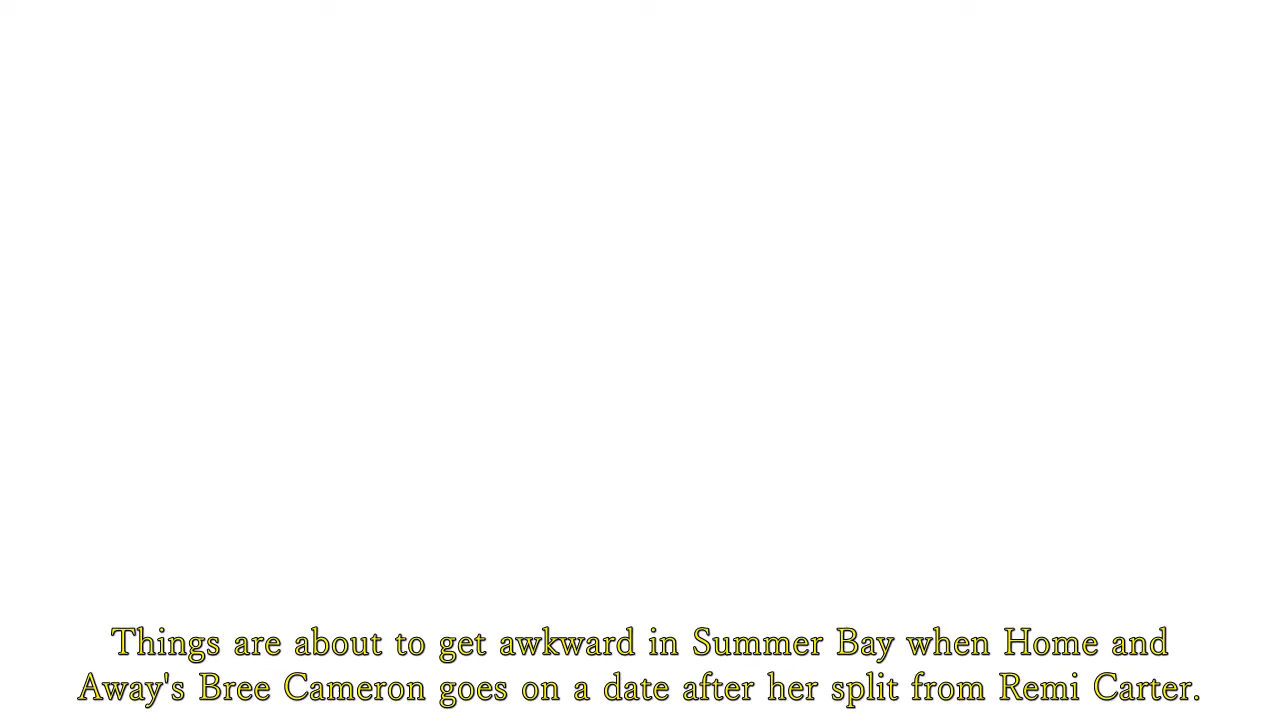 Things are about to get awkward in Summer Bay when Home and
Away's Bree Cameron goes on a date after her split from Remi Carter.